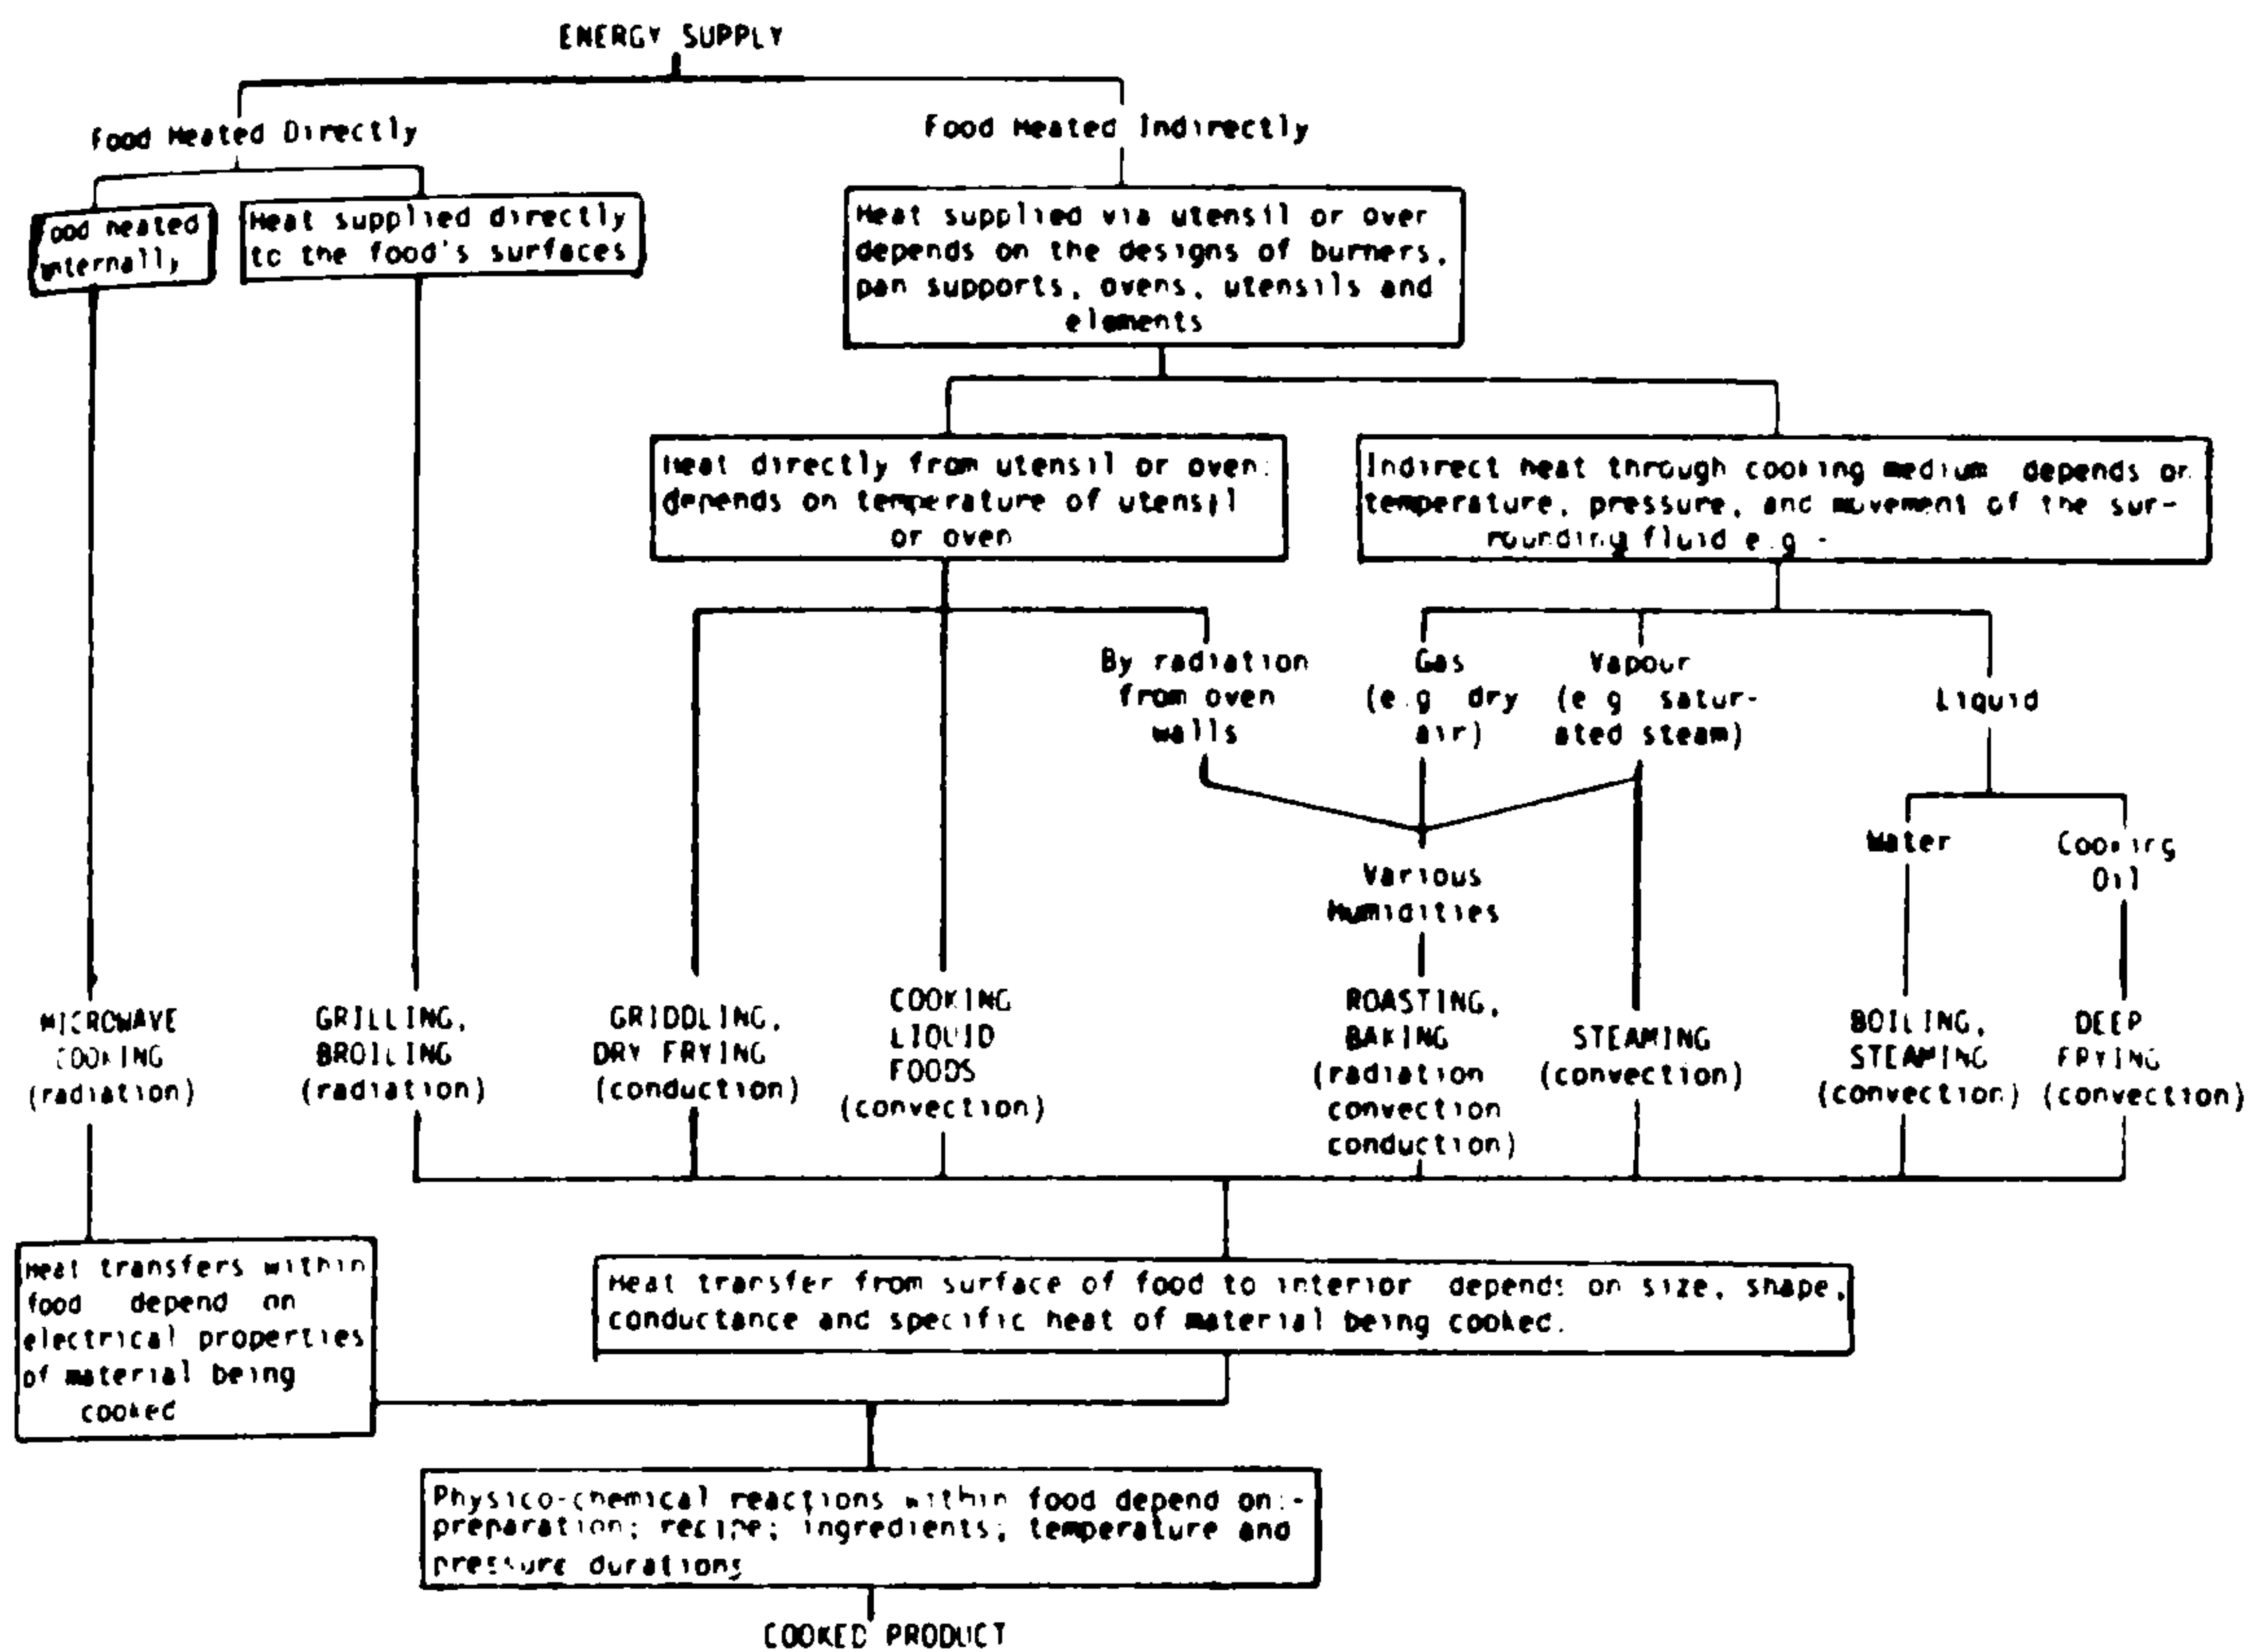 ENERGY SUPPLY
Food Heated Directly
Food Heated Indirectly
Food heated
internally
Heat supplied directly
to the food's surfaces
Heat supplied via utensil or over
depends on the designs of burners,
pan supports, ovens, utensils and
elements
Heat directly from utensil or oven:
depends on temperature of utensil
or oven
Indirect heat through cooking medium depends on
temperature, pressure, and movement of the sur-
rounding fluid e.g -
By radiation
from oven
walls
Gas
(e.g dry
air)
Vapour
(e g satur-
ated steam)
Liquid
Water
Cooking
Oil
Various
Humidities
MICROWAVE
COOKING
(radiation)
GRILLING,
BROILING
(radiation)
GRIDDLING,
DRY FRYING
(conduction)
COOKING
LIQUID
FOODS
(convection)
ROASTING,
BAKING
(radiation
convection
conduction)
STEAMING
(convection)
BOILING,
STEAMING
(convection)
DEEP
FRYING
(convection)
Heat transfers within
food depend on
electrical properties
of material being
cooked
Heat transfer from surface of food to interior depends on size, shape,
conductance and specific heat of material being cooked.
Physico-chemical reactions within food depend on:-
preparation; recipe; ingredients; temperature and
pressure durations
COOKED PRODUCT